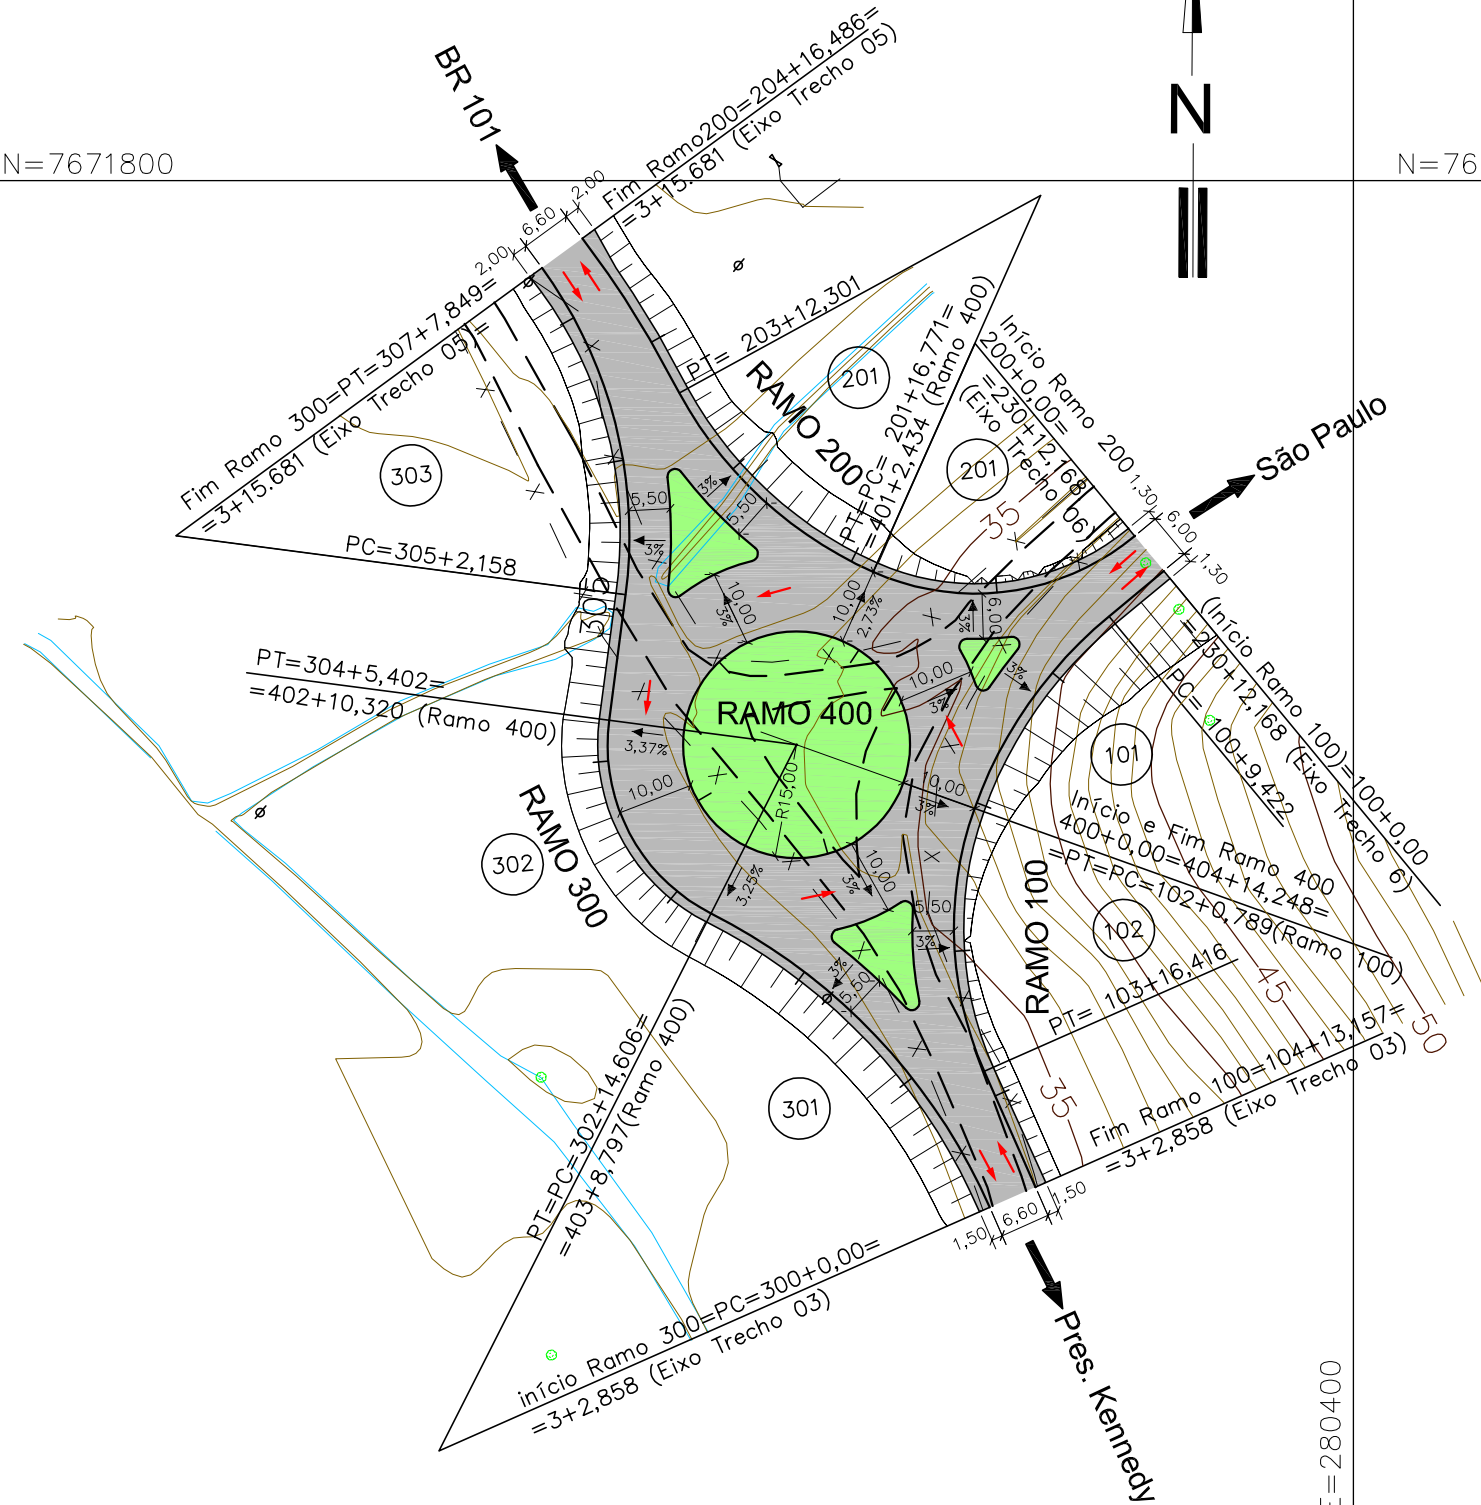 BR 101
Fim Ramo200=204+16,486=
=3+15.681 (Eixo Trecho 05)
N
N=7671800
N=76
2,00
6,60
2,00
Fim Ramo 300=PT=307+7,849=
=3+15.681 (Eixo Trecho 05)=
PT= 203+12,301
RAMO 200
201
PT=PC= 201+16,771=
=401+2,434 (Ramo 400)
201
Início Ramo 200
200+0,00=
=230+12,168
(Eixo Trecho 06)
São Paulo
1,30
6,00
1,30
303
35
5,50
3%
5,50
3%
PC=305+2,158
305
10,00
3%
10,00
2,73%
6,00
3%
3%
10,00
3%
(Início Ramo 100)=100+0,00
=230+12,168 (Eixo Trecho 6)
PC= 100+9,422
PT=304+5,402=
=402+10,320 (Ramo 400)
RAMO 400
3,37%
10,00
R15,00
10,00
3%
101
Início e Fim Ramo 400
400+0,00=404+14,248=
=PT=PC=102+0,789(Ramo 100)
RAMO 300
302
3,25%
10,00
3%
5,50
3%
3%
5,50
RAMO 100
102
45
PT= 103+16,416
50
35
Fim Ramo 100=104+13,157=
=3+2,858 (Eixo Trecho 03)
PT=PC=302+14,606=
=403+8,797(Ramo 400)
301
1,50
6,60
1,50
início Ramo 300=PC=300+0,00=
=3+2,858 (Eixo Trecho 03)
Pres. Kennedy
E=280400